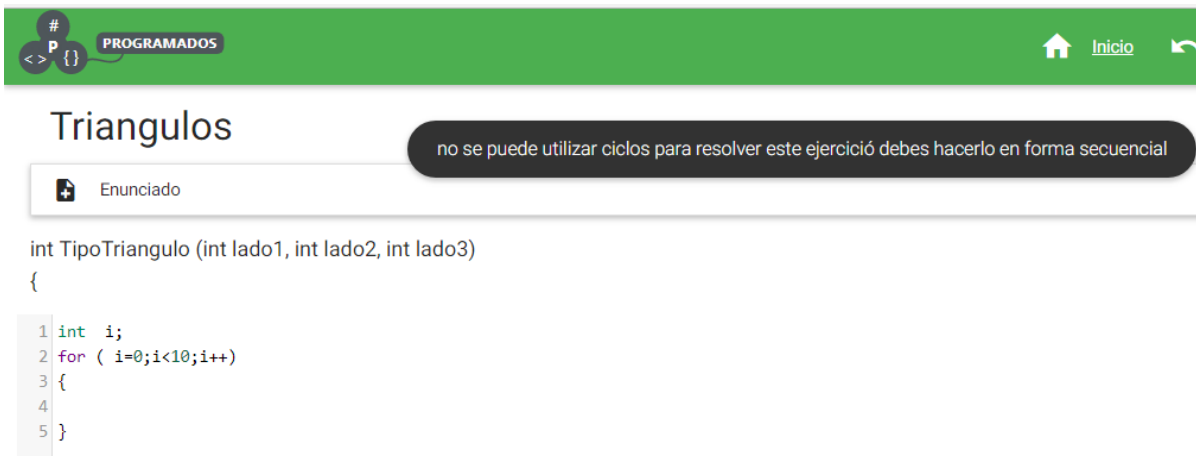 #
P
< > { }
PROGRAMADOS
Inicio
Triangulos
no se puede utilizar ciclos para resolver este ejercició debes hacerlo en forma secuencial
Enunciado
int TipoTriangulo (int lado1, int lado2, int lado3)
{
1 int  i;
2 for ( i=0;i<10;i++)
3 {
4
5 }